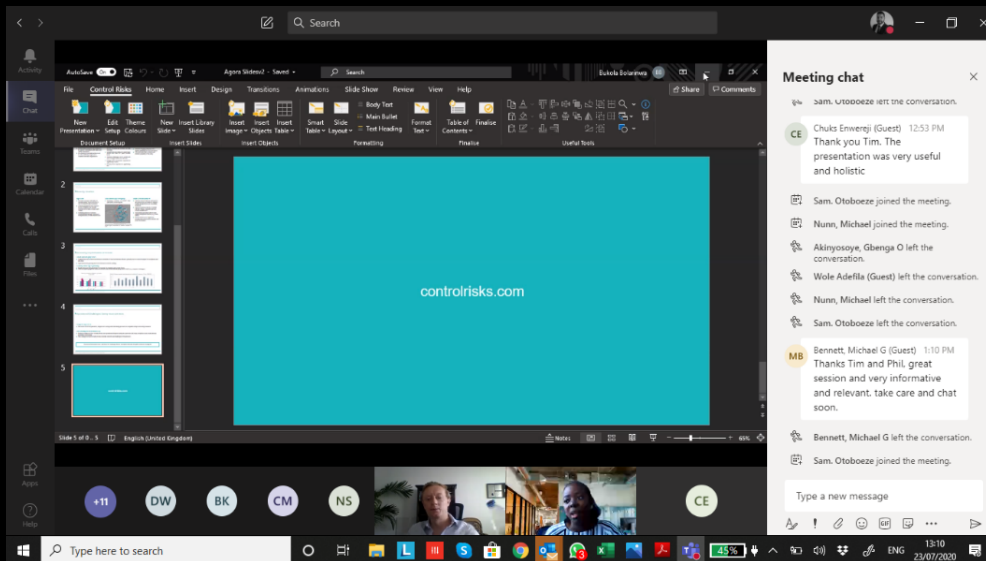 Search
Activity
Chat
Teams
Calendar
Calls
Files
Apps
Help
AutoSave On
Agora Slidesv2 - Saved
Search
Bukola Bolarinwa
File Control Risks Home Insert Design Transitions Animations Slide Show Review View Help
Share Comments
New Presentation
Edit Setup
Theme Colours
New Slide
Insert Library Slides
Insert Image
Insert Objects
Insert Table
Smart Table
Slide Layout
Body Text
Main Bullet
Text Heading
Format Text
Table of Contents
Finalise
Document Setup Insert Slides Insert Objects Formatting Finalise Useful Tools
2
3
4
5
controlrisks.com
Slide 5 of 0... 5 English (United Kingdom)
Notes
65%
+11 DW BK CM NS CE
Meeting chat
Sam. Otoboeze left the conversation.
CE
Chuks Enwereji (Guest) 12:53 PM
Thank you Tim. The
presentation was very useful
and holistic
Sam. Otoboeze joined the meeting.
Nunn, Michael joined the meeting.
Akinyosoye, Gbenga O left the
conversation.
Wole Adefila (Guest) left the conversation.
Nunn, Michael left the conversation.
Sam. Otoboeze left the conversation.
MB
Bennett, Michael G (Guest) 1:10 PM
Thanks Tim and Phil, great
session and very informative
and relevant. take care and chat
soon.
Bennett, Michael G left the conversation.
Sam. Otoboeze joined the meeting.
Type a new message
GIF
Type here to search
45%
ENG
13:10
23/07/2020